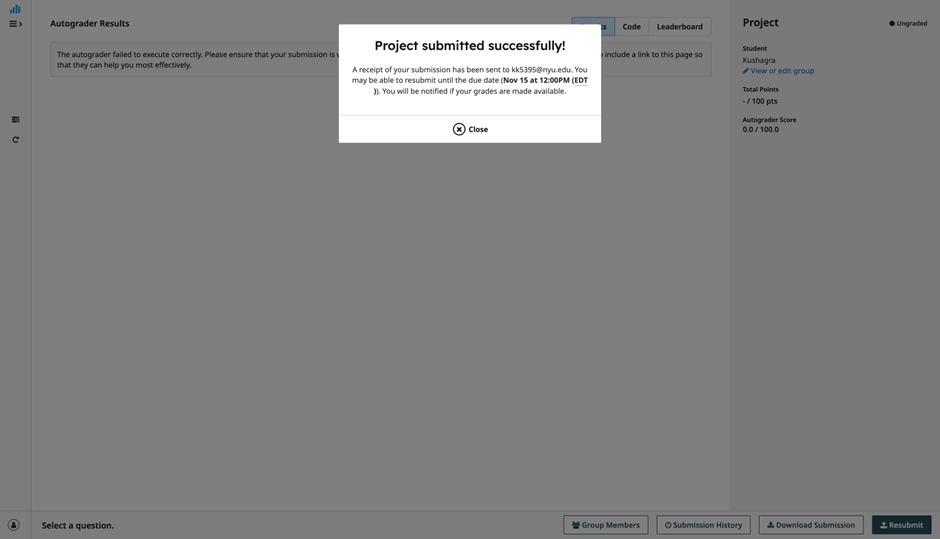 Autograder Results
Code
Leaderboard
The autograder failed to execute correctly. Please ensure that your submission is
include a link to this page so
that they can help you most effectively.
Project submitted successfully!
A receipt of your submission has been sent to kk5395@nyu.edu. You
may be able to resubmit until the due date (Nov 15 at 12:00PM (EDT
)). You will be notified if your grades are made available.
Close
Project
Ungraded
Student
Kushagra
View or edit group
Total Points
- / 100 pts
Autograder Score
0.0 / 100.0
Select a question.
Group Members
Submission History
Download Submission
Resubmit